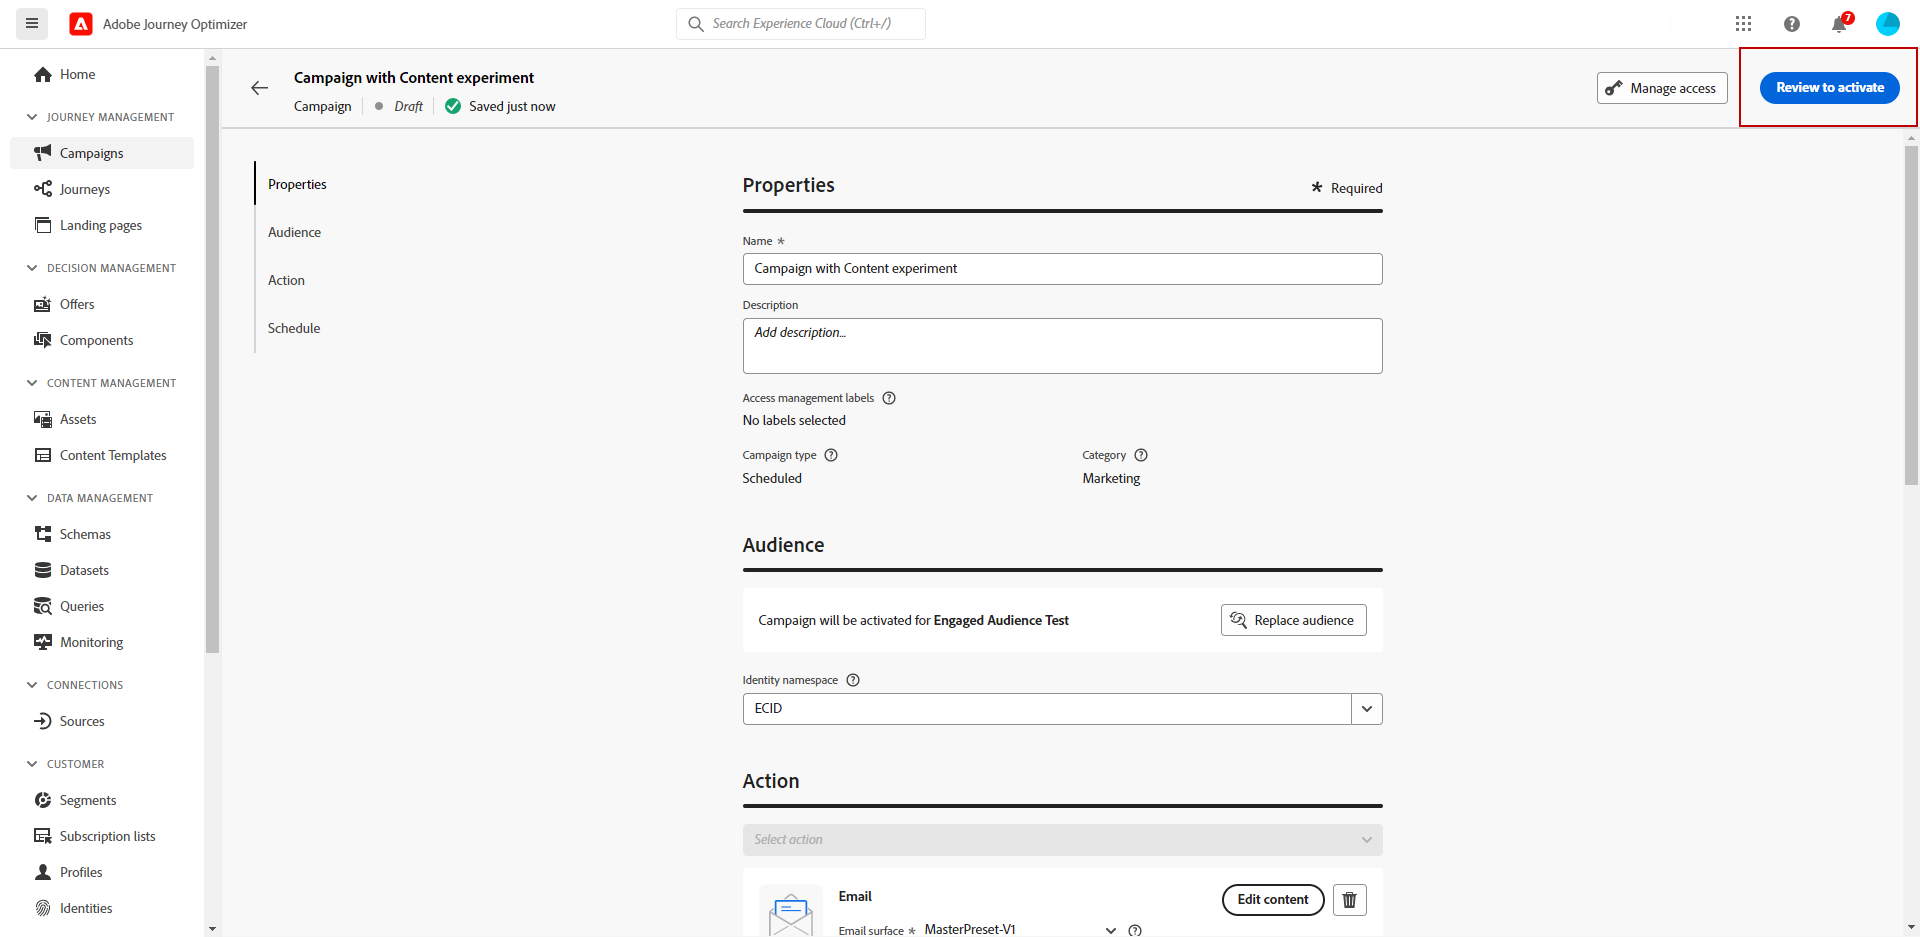 Adobe Journey Optimizer
Search Experience Cloud (Ctrl+/)
7
Home
JOURNEY MANAGEMENT
Campaigns
Journeys
Landing pages
DECISION MANAGEMENT
Offers
Components
CONTENT MANAGEMENT
Assets
Content Templates
DATA MANAGEMENT
Schemas
Datasets
Queries
Monitoring
CONNECTIONS
Sources
CUSTOMER
Segments
Subscription lists
Profiles
Identities
Campaign with Content experiment
Campaign Draft Saved just now
Manage access
Review to activate
Properties
Audience
Action
Schedule
Properties
* Required
Name *
Campaign with Content experiment
Description
Add description...
Access management labels
No labels selected
Campaign type
Scheduled
Category
Marketing
Audience
Campaign will be activated for Engaged Audience Test
Replace audience
Identity namespace
ECID
Action
Select action
Email
Edit content
Email surface * MasterPreset-V1